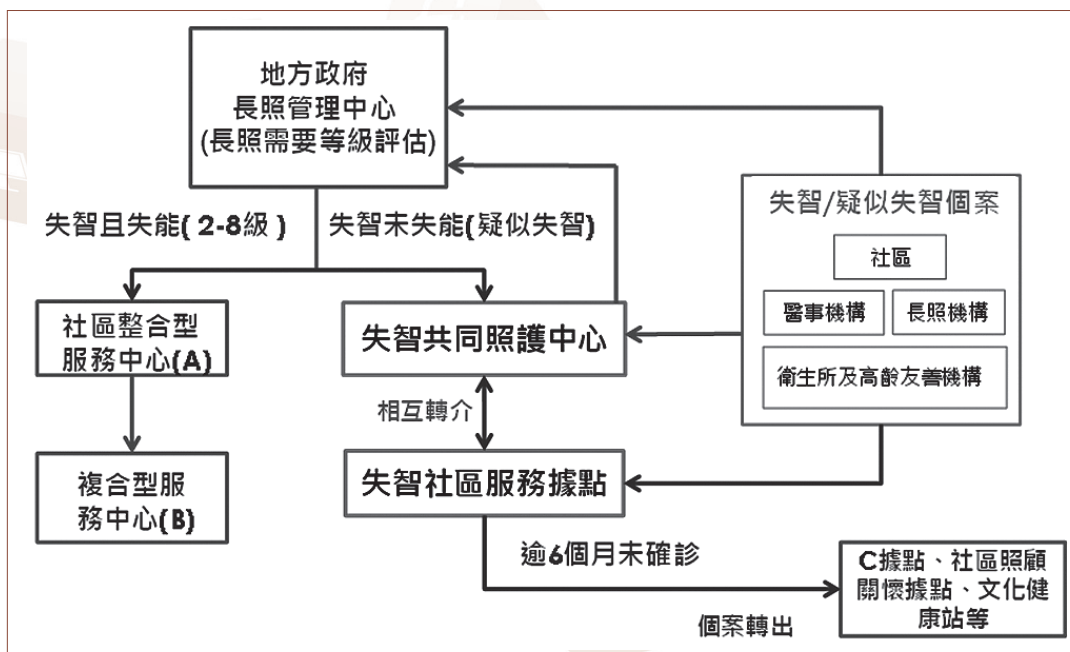 地方政府
長照管理中心
(長照需要等級評估)
失智且失能( 2-8級 )
失智未失能(疑似失智)
失智/疑似失智個案
社區
醫事機構
長照機構
衛生所及高齡友善機構
社區整合型
服務中心(A)
失智共同照護中心
相互轉介
複合型服
務中心(B)
失智社區服務據點
逾6個月未確診
個案轉出
C據點、社區照顧
關懷據點、文化健
康站等